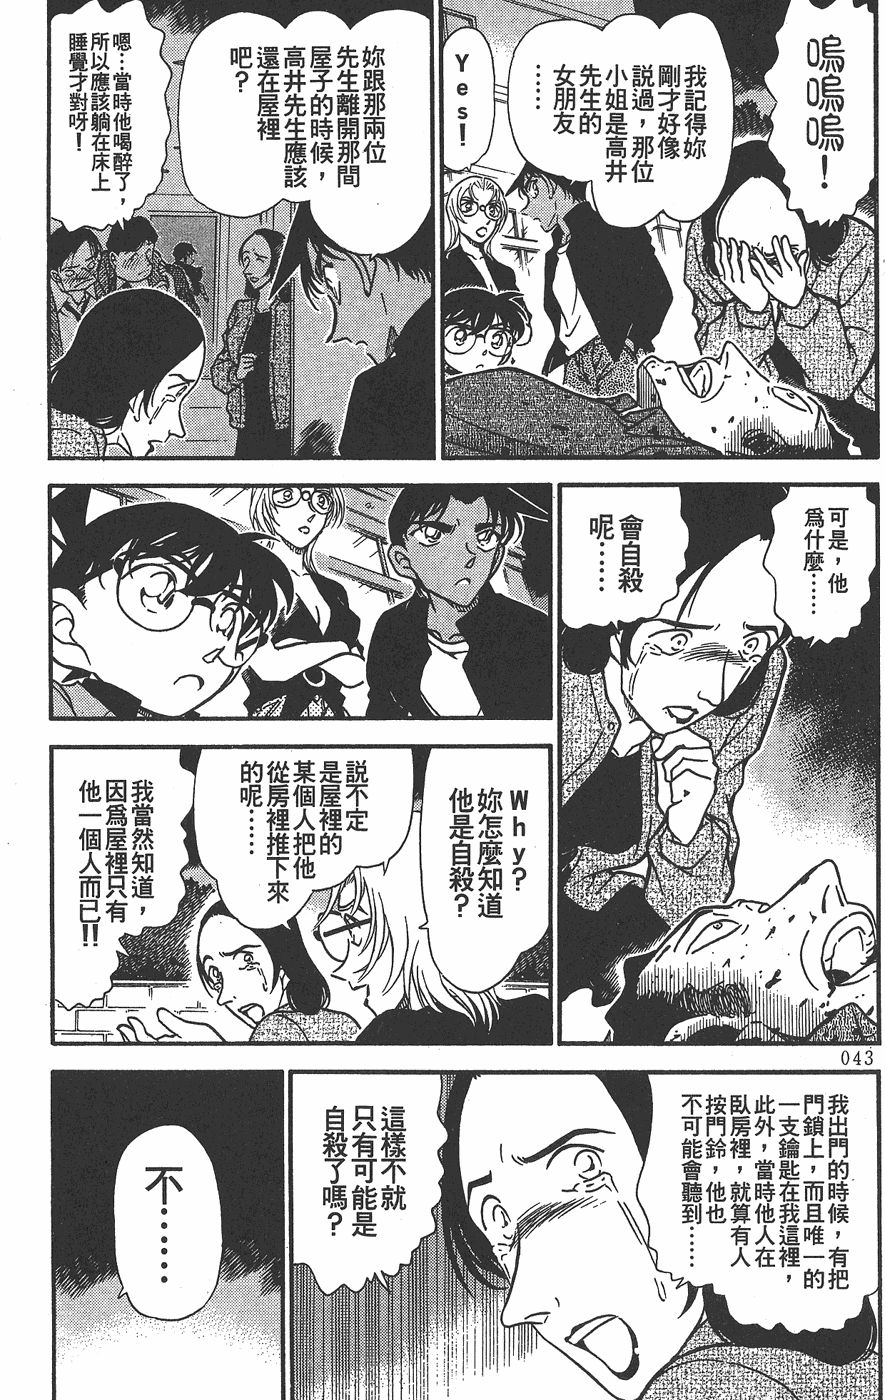 嗚嗚嗚！
我記得妳
剛才好像
說過，那位
小姐是高井
先生的
女朋友
……
Yes！
妳跟那兩位
先生離開那間
屋子的時候，
高井先生應該
還在屋裡
吧？
嗯…當時他喝醉了，
所以應該躺在床上
睡覺才對呀！
可是，他
爲什麼……
會自殺
呢……
Why？
妳怎麼知道
他是自殺？
說不定
是屋裡的
某個人把他
從房裡推下來
的呢……
我當然知道，
因爲屋裡只有
他一個人而已!!
043
我出門的時候，有把
門鎖上，而且唯一的
一支鑰匙在我這裡，
此外，當時他人在
臥房裡，就算有人
按門鈴，他也
不可能會聽到……
這樣不就
只有可能是
自殺了嗎？
不……